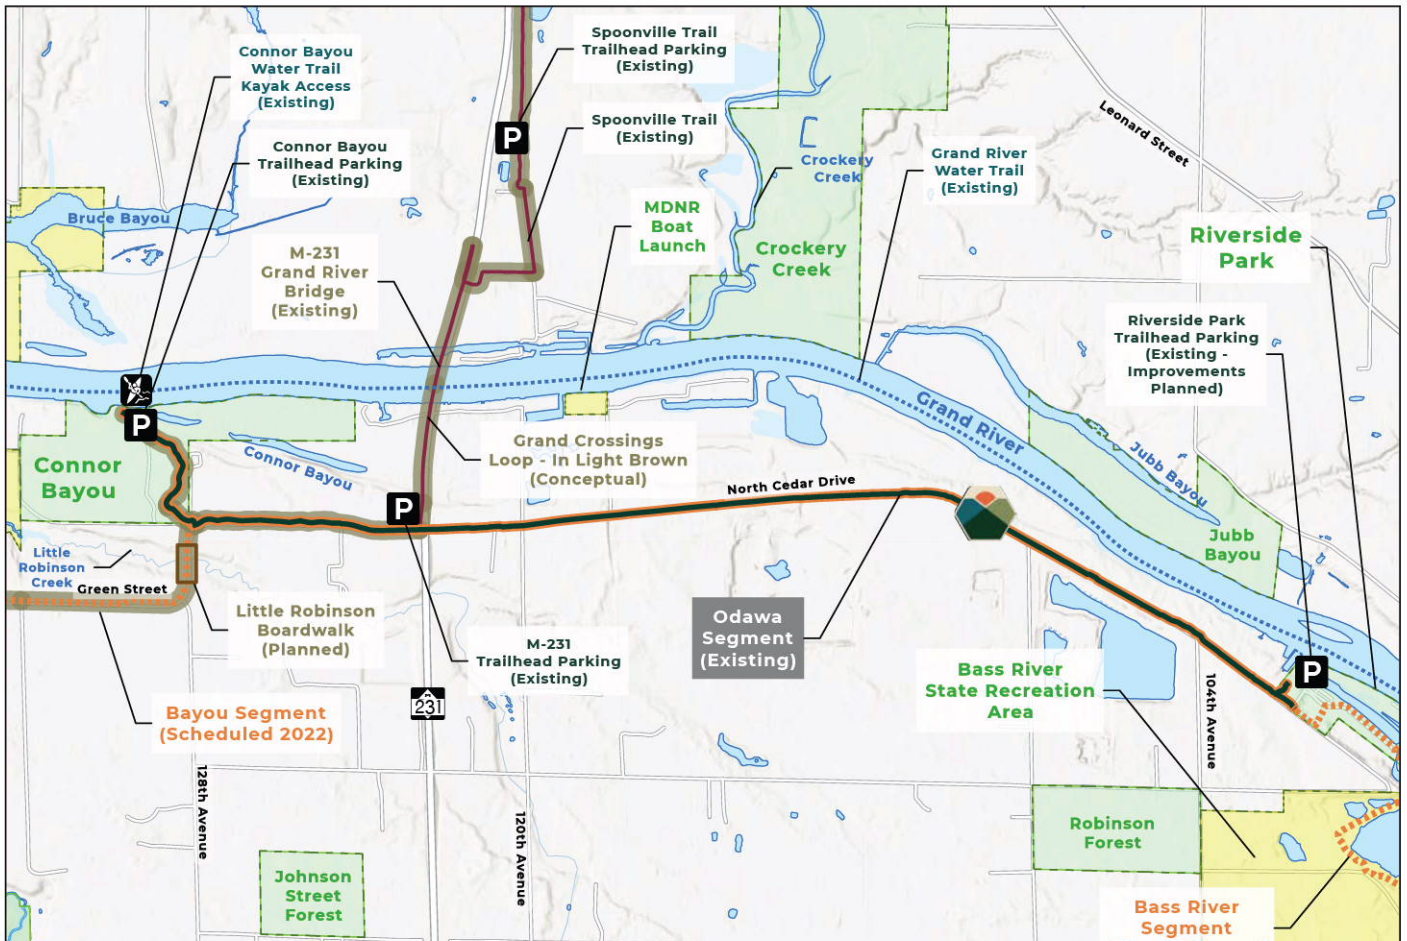 Spoonville Trail
Trailhead Parking
(Existing)
Connor Bayou
Water Trail
Kayak Access
(Existing)
P
Spoonville Trail
(Existing)
Leonard Street
Connor Bayou
Trailhead Parking
(Existing)
Crockery
Creek
Grand River
Water Trail
(Existing)
Bruce Bayou
MDNR
Boat
Launch
Crockery
Creek
Riverside
Park
M-231
Grand River
Bridge
(Existing)
Riverside Park
Trailhead Parking
(Existing -
Improvements
Planned)
P
Grand River
Connor
Bayou
Connor Bayou
Grand Crossings
Loop - In Light Brown
(Conceptual)
Jubb Bayou
North Cedar Drive
P
Jubb
Bayou
Little
Robinson
Creek
Green Street
Little Robinson
Boardwalk
(Planned)
M-231
Trailhead Parking
(Existing)
Odawa
Segment
(Existing)
Bass River
State Recreation
Area
P
104th Avenue
M
231
Bayou Segment
(Scheduled 2022)
128th Avenue
120th Avenue
Robinson
Forest
Johnson
Street
Forest
Bass River
Segment